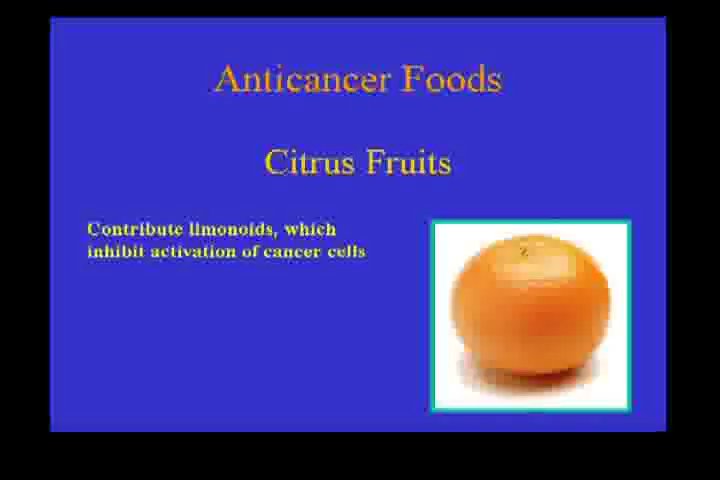 Anticancer Foods
Citrus Fruits
Contribute limonoids, which
inhibit activation of cancer cells